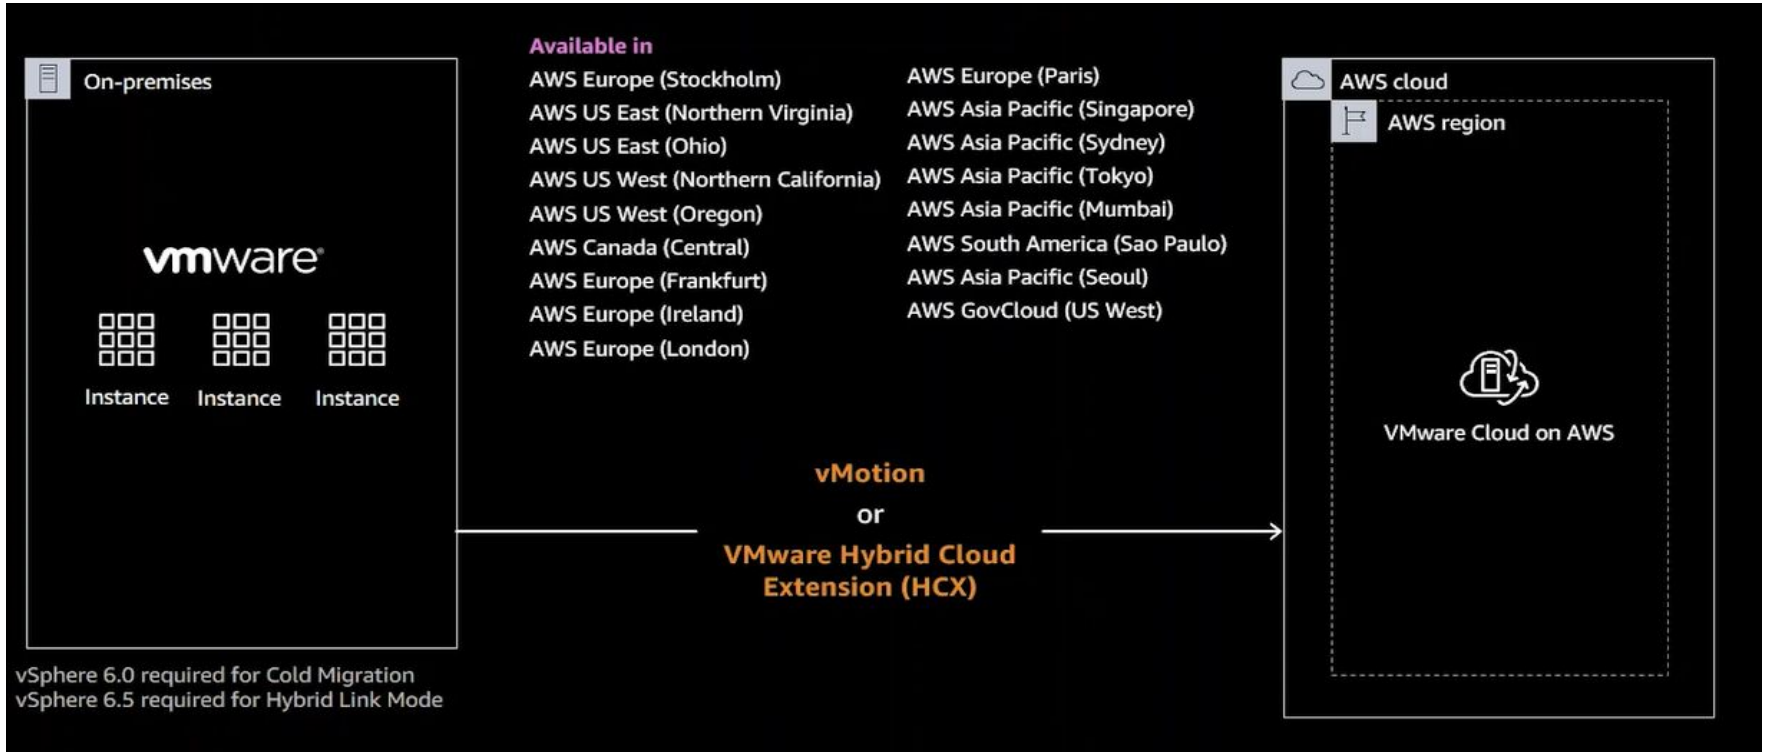 On-premises
vmware®
Instance
Instance
Instance
vSphere 6.0 required for Cold Migration
vSphere 6.5 required for Hybrid Link Mode
Available in
AWS Europe (Stockholm)
AWS US East (Northern Virginia)
AWS US East (Ohio)
AWS US West (Northern California)
AWS US West (Oregon)
AWS Canada (Central)
AWS Europe (Frankfurt)
AWS Europe (Ireland)
AWS Europe (London)
AWS Europe (Paris)
AWS Asia Pacific (Singapore)
AWS Asia Pacific (Sydney)
AWS Asia Pacific (Tokyo)
AWS Asia Pacific (Mumbai)
AWS South America (Sao Paulo)
AWS Asia Pacific (Seoul)
AWS GovCloud (US West)
vMotion
or
VMware Hybrid Cloud
Extension (HCX)
AWS cloud
AWS region
VMware Cloud on AWS